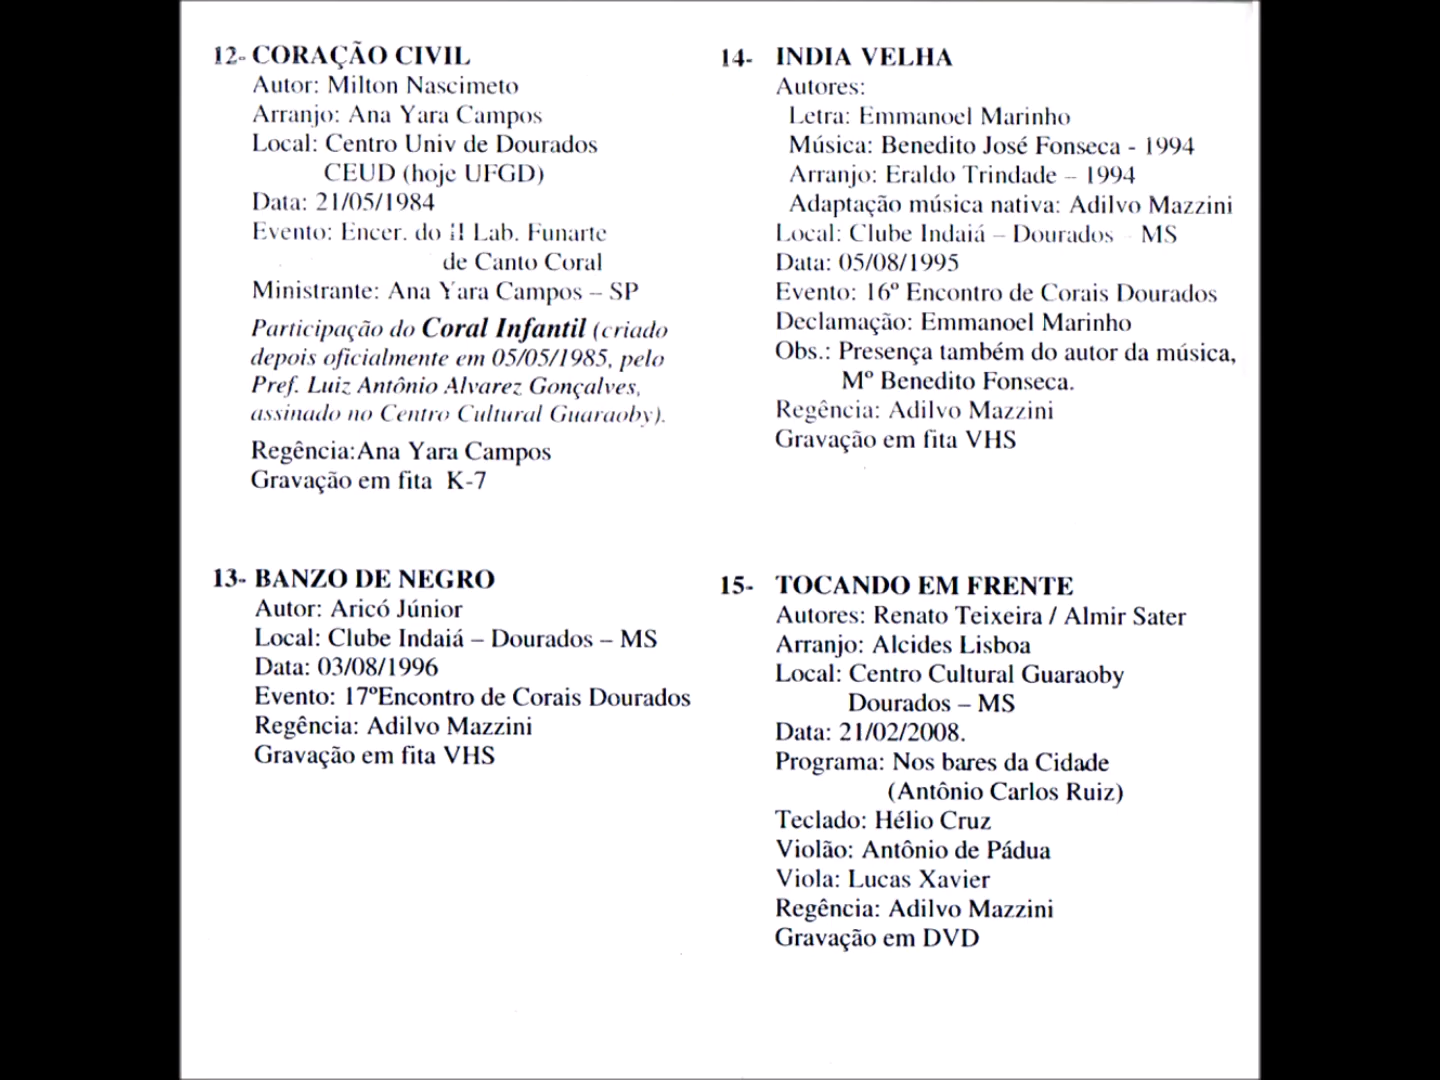 12- CORAÇÃO CIVIL
Autor: Milton Nascimeto
Arranjo: Ana Yara Campos
Local: Centro Univ de Dourados
CEUD (hoje UFGD)
Data: 21/05/1984
Evento: Encer. do II Lab. Funarte
de Canto Coral
Ministrante: Ana Yara Campos – SP
Participação do Coral Infantil (criado
depois oficialmente em 05/05/1985, pelo
Pref. Luiz Antônio Alvarez Gonçalves,
assinado no Centro Cultural Guaraoby).
Regência:Ana Yara Campos
Gravação em fita K-7
13- BANZO DE NEGRO
Autor: Aricó Júnior
Local: Clube Indaiá – Dourados – MS
Data: 03/08/1996
Evento: 17ºEncontro de Corais Dourados
Regência: Adilvo Mazzini
Gravação em fita VHS
14- INDIA VELHA
Autores:
Letra: Emmanoel Marinho
Música: Benedito José Fonseca - 1994
Arranjo: Eraldo Trindade – 1994
Adaptação música nativa: Adilvo Mazzini
Local: Clube Indaiá – Dourados – MS
Data: 05/08/1995
Evento: 16º Encontro de Corais Dourados
Declamação: Emmanoel Marinho
Obs.: Presença também do autor da música,
Mº Benedito Fonseca.
Regência: Adilvo Mazzini
Gravação em fita VHS
15- TOCANDO EM FRENTE
Autores: Renato Teixeira / Almir Sater
Arranjo: Alcides Lisboa
Local: Centro Cultural Guaraoby
Dourados – MS
Data: 21/02/2008.
Programa: Nos bares da Cidade
(Antônio Carlos Ruiz)
Teclado: Hélio Cruz
Violão: Antônio de Pádua
Viola: Lucas Xavier
Regência: Adilvo Mazzini
Gravação em DVD